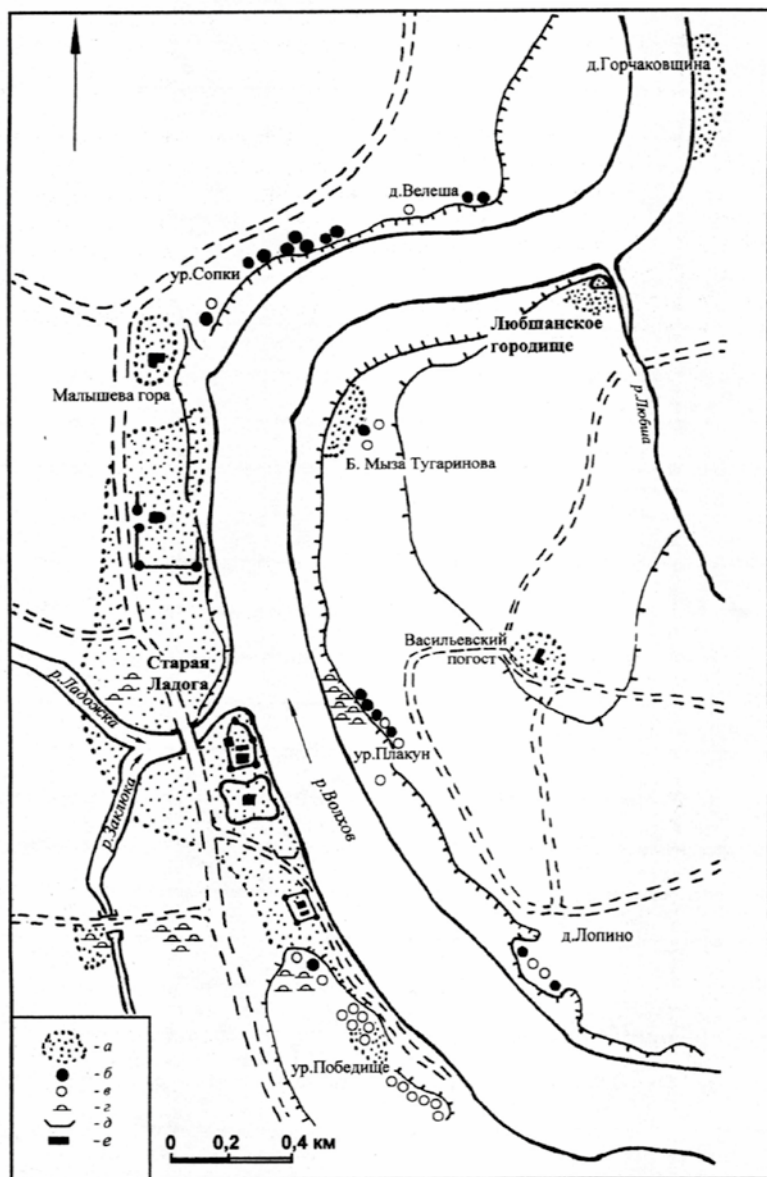 д.Горчаковщина
д.Велеша
ур.Сопки
Любшанское
городище
Малышева гора
р.Любша
Б. Мыза Тугаринова
Васильевский
погост
Старая
Ладога
р.Ладожка
ур.Плакун
р.Волхов
р.Заклюка
д.Лопино
ур.Победище
-а
-б
-в
-г
-д
-е
0 0,2 0,4 км